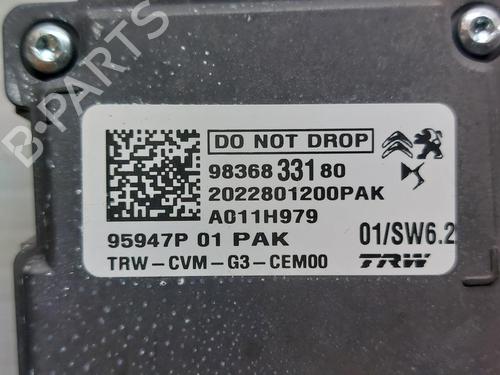 B-PARTS
DO NOT DROP
98368 331 80
2022801200PAK
A011H979
95947P 01 PAK 01/SW6.2
TRW-CVM-G3-CEM00 TRW